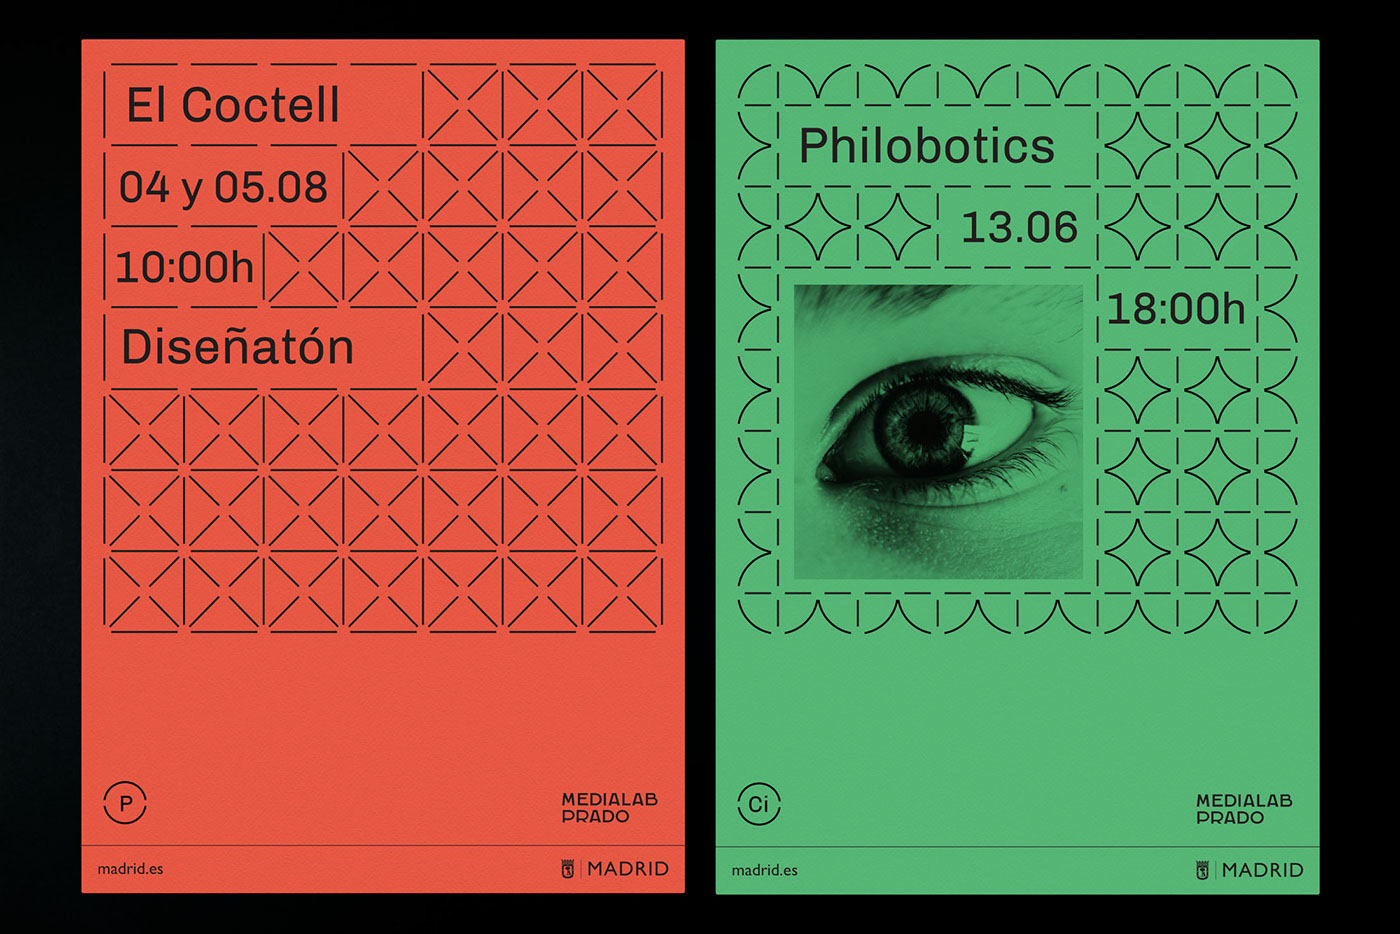 El Coctell
04 y 05.08
10:00h
Diseñatón
P
MEDIALAB
PRADO
madrid.es
MADRID
Philobotics
13.06
18:00h
Ci
MEDIALAB
PRADO
madrid.es
MADRID